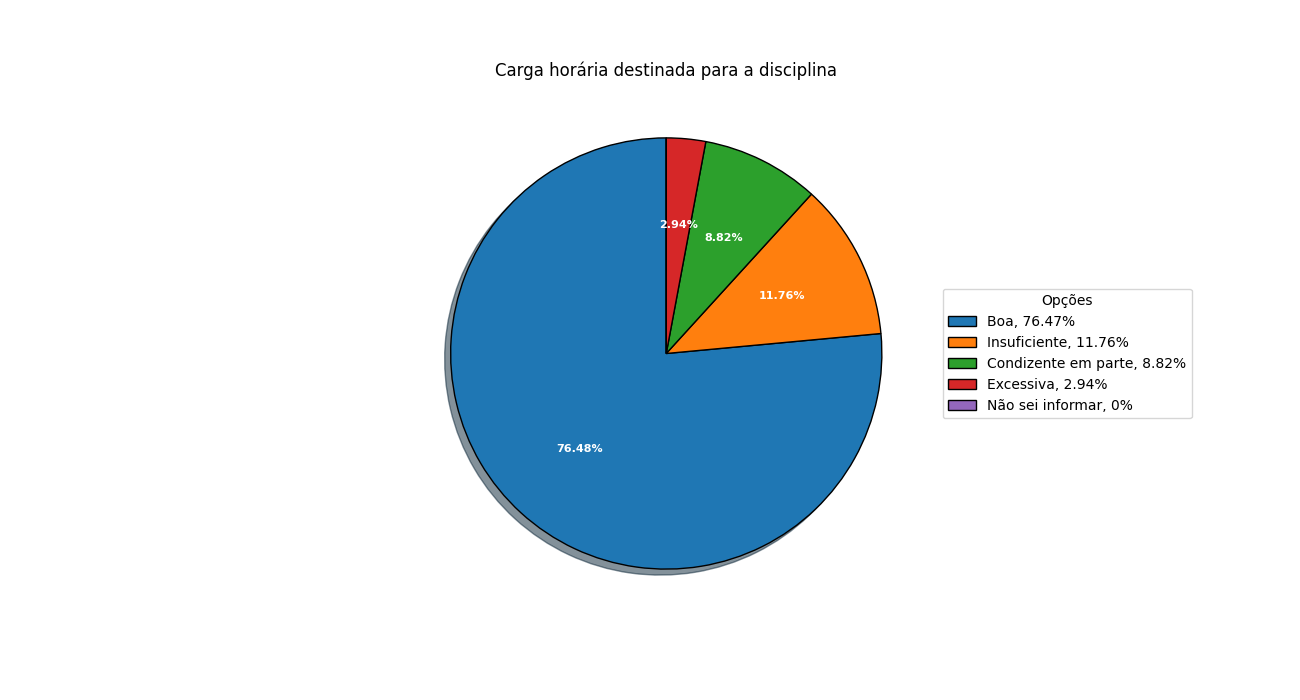 Carga horária destinada para a disciplina
2.94%
8.82%
11.76%
76.48%
Opções
Boa, 76.47%
Insuficiente, 11.76%
Condizente em parte, 8.82%
Excessiva, 2.94%
Não sei informar, 0%